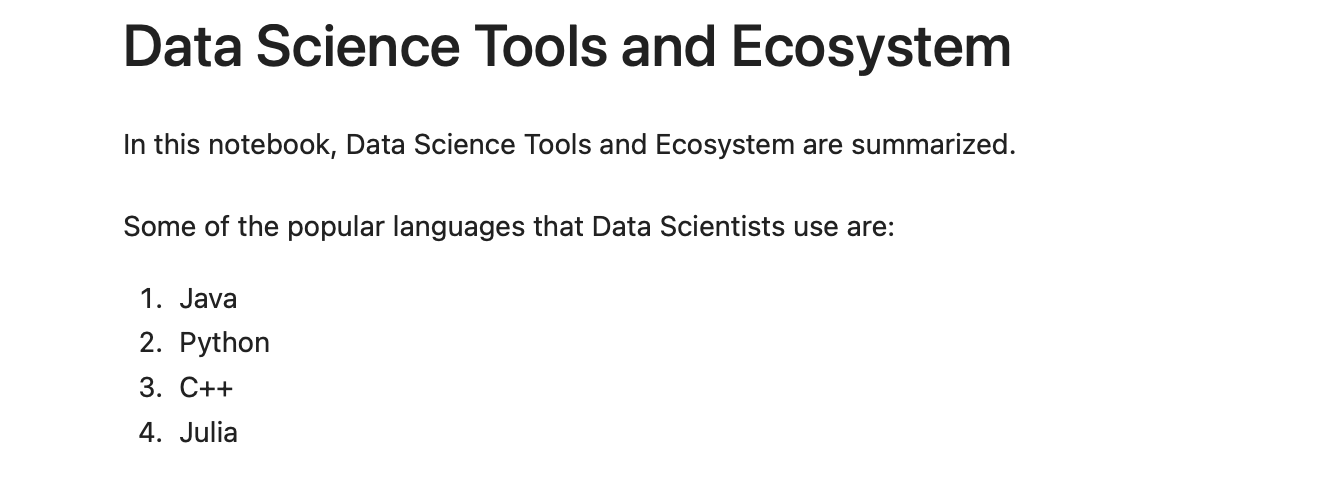 Data Science Tools and Ecosystem
In this notebook, Data Science Tools and Ecosystem are summarized.
Some of the popular languages that Data Scientists use are:
1. Java
2. Python
3. C++
4. Julia